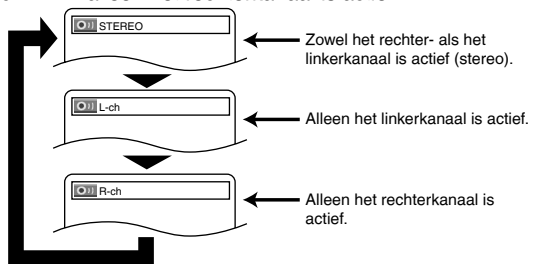 STEREO
Zowel het rechter- als het
linkerkanaal is actief (stereo).
L-ch
Alleen het linkerkanaal is actief.
R-ch
Alleen het rechterkanaal is
actief.